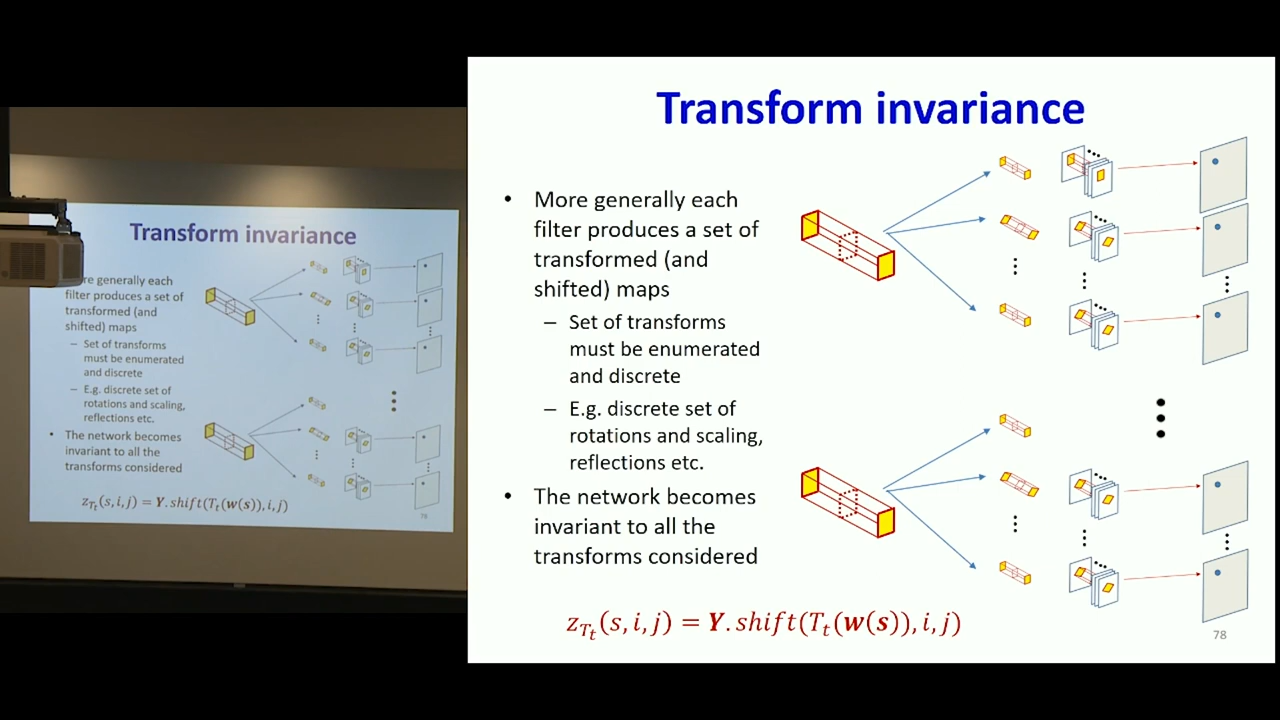 Transform invariance
• More generally each
filter produces a set of
transformed (and
shifted) maps
– Set of transforms
must be enumerated
and discrete
– E.g. discrete set of
rotations and scaling,
reflections etc.
• The network becomes
invariant to all the
transforms considered
z_{T_t}(s,i,j) = Y.shift(T_t(w(s)),i,j)
78
Transform invariance
re generally each
filter produces a set of
transformed (and
shifted) maps
– Set of transforms
must be enumerated
and discrete
– E.g. discrete set of
rotations and scaling,
reflections etc.
• The network becomes
invariant to all the
transforms considered
z_{T_t}(s,i,j) = Y.shift(T_t(w(s)),i,j)
78